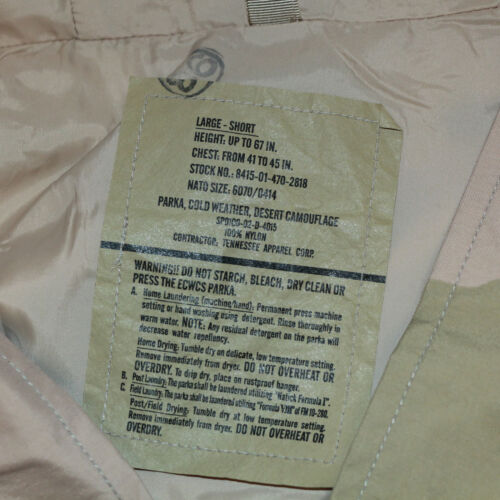 LARGE - SHORT
HEIGHT: UP TO 67 IN.
CHEST: FROM 41 TO 45 IN.
STOCK NO.: 8415-01-470-2818
NATO SIZE: 6070/0414
PARKA, COLD WEATHER, DESERT CAMOUFLAGE
SPO1CO-02-D-4015
100% NYLON
CONTRACTOR: TENNESSEE APPAREL CORP.
WARNING!! DO NOT STARCH, BLEACH, DRY CLEAN OR
PRESS THE ECWCS PARKA.
A. Home Laundering (machine/hand): Permanent press machine
setting or hand washing using detergent. Rinse thoroughly in
warm water. NOTE: Any residual detergent on the parka will
decrease water repellency.
Home Drying: Tumble dry on delicate, low temperature setting.
Remove immediately from dryer. DO NOT OVERHEAT OR
OVERDRY. To drip dry, place on rustproof hanger.
B. Post Laundry: The parka shall be laundered utilizing "Natick Formula I".
C. Field Laundry: The parka shall be laundered utilizing "Formula of FM 10-280.
Post/Field Drying: Tumble dry at low temperature setting.
Remove immediately from dryer. DO NOT OVERHEAT OR
OVERDRY.